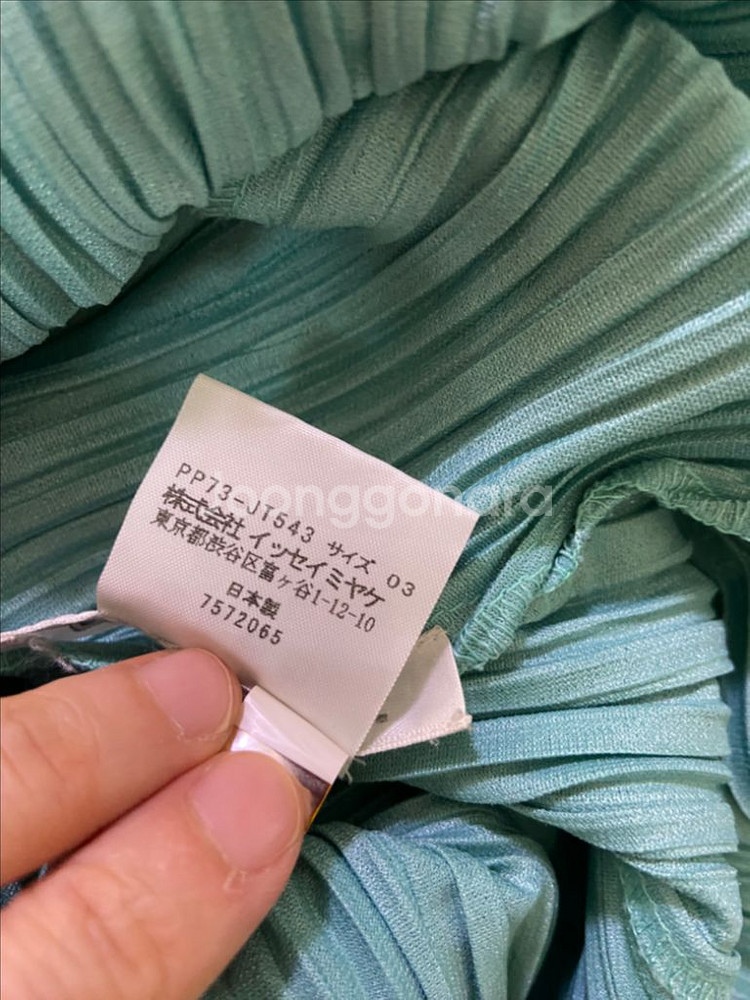 PP73-JT543 サイズ 03
株式会社 イッセイミヤケ
東京都渋谷区富ヶ谷1-12-10
日本製
7572065
joonggonara